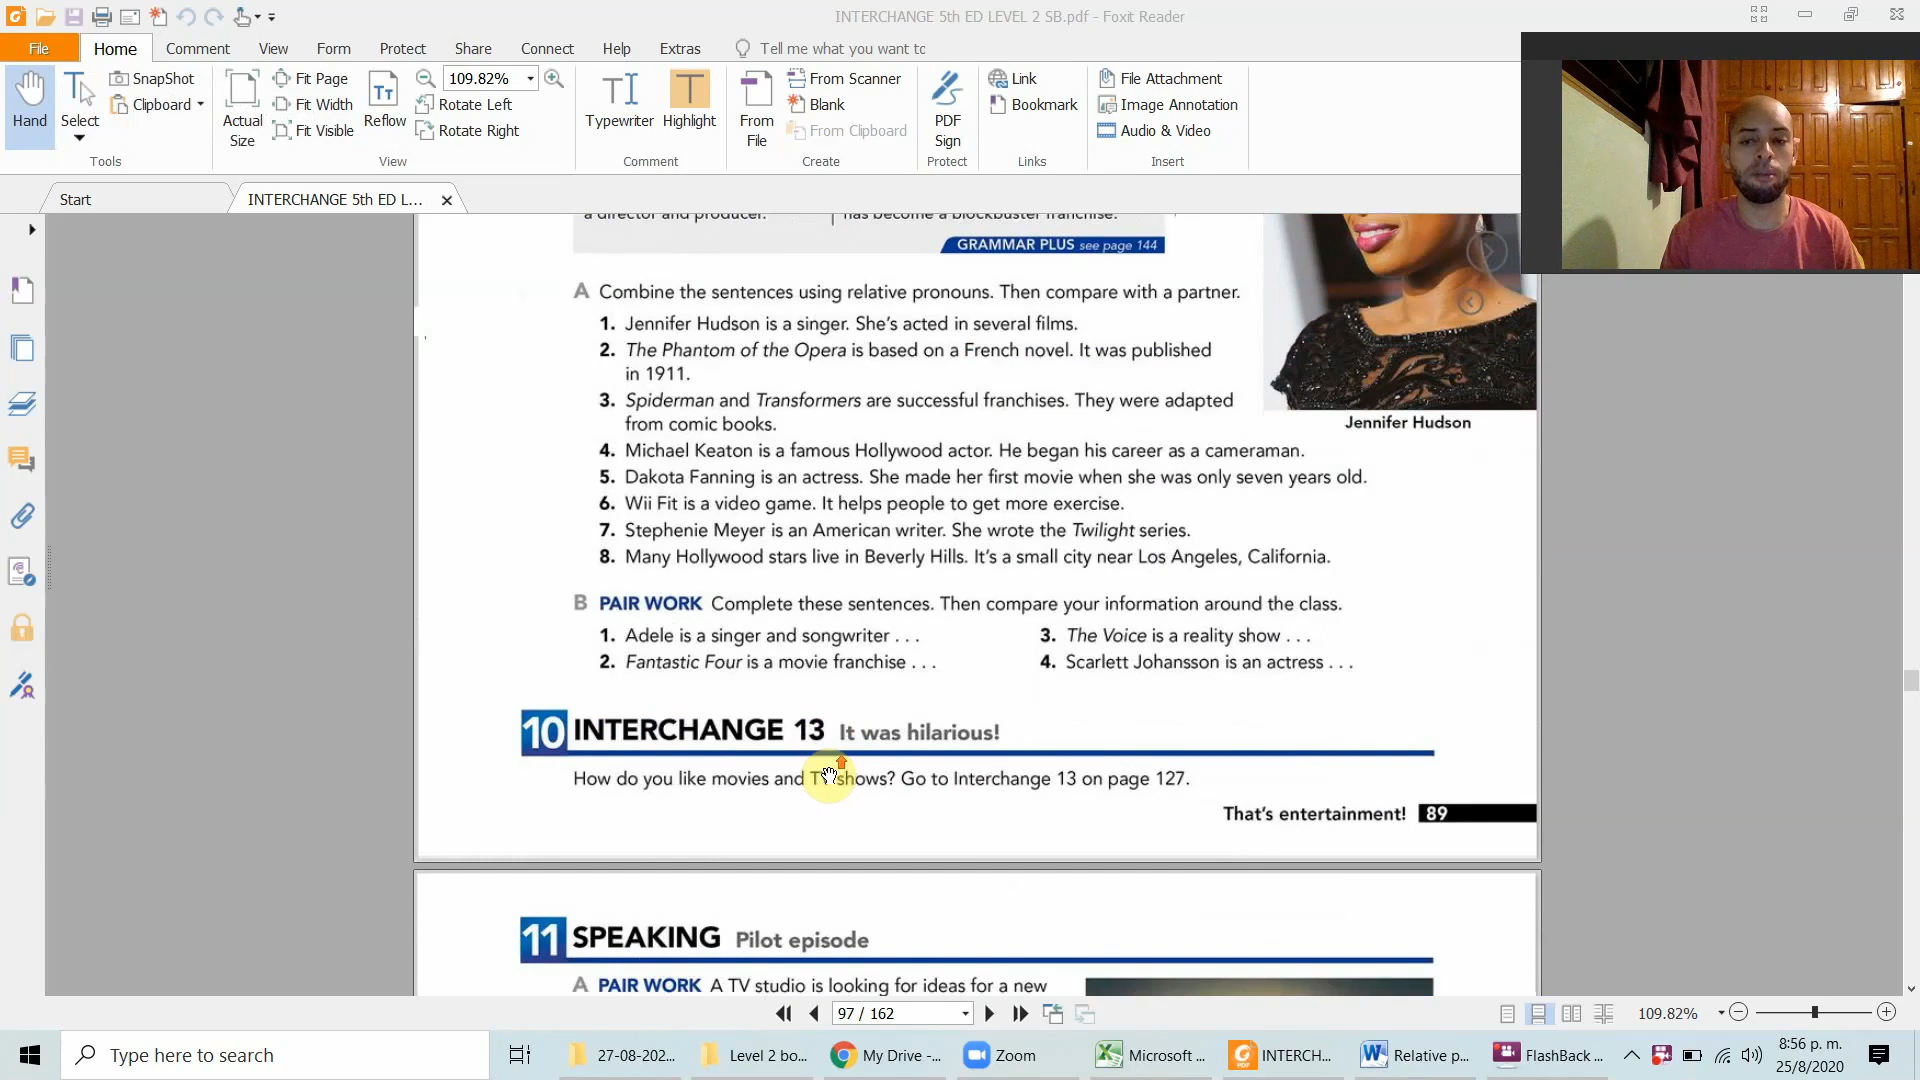 INTERCHANGE 5th ED LEVEL 2 SB.pdf - Foxit Reader
File Home Comment View Form Protect Share Connect Help Extras Tell me what you want to
Hand
Select
SnapShot
Clipboard
Tools
Actual Size
Fit Page
Fit Width
Fit Visible
Reflow
109.82%
Rotate Left
Rotate Right
View
Typewriter
Highlight
Comment
From File
From Scanner
Blank
From Clipboard
Create
PDF Sign
Protect
Link
Bookmark
Links
File Attachment
Image Annotation
Audio & Video
Insert
Start
INTERCHANGE 5th ED L...
a director and producer.
has become a blockbuster franchise.
GRAMMAR PLUS see page 144
A Combine the sentences using relative pronouns. Then compare with a partner.
1. Jennifer Hudson is a singer. She's acted in several films.
2. The Phantom of the Opera is based on a French novel. It was published
in 1911.
3. Spiderman and Transformers are successful franchises. They were adapted
from comic books.
Jennifer Hudson
4. Michael Keaton is a famous Hollywood actor. He began his career as a cameraman.
5. Dakota Fanning is an actress. She made her first movie when she was only seven years old.
6. Wii Fit is a video game. It helps people to get more exercise.
7. Stephenie Meyer is an American writer. She wrote the Twilight series.
8. Many Hollywood stars live in Beverly Hills. It's a small city near Los Angeles, California.
B PAIR WORK Complete these sentences. Then compare your information around the class.
1. Adele is a singer and songwriter . . .
2. Fantastic Four is a movie franchise . . .
3. The Voice is a reality show . . .
4. Scarlett Johansson is an actress . . .
10 INTERCHANGE 13 It was hilarious!
How do you like movies and TV shows? Go to Interchange 13 on page 127.
That's entertainment! 89
11 SPEAKING Pilot episode
A PAIR WORK A TV studio is looking for ideas for a new
97 / 162
109.82%
Type here to search
27-08-202...
Level 2 bo...
My Drive -...
Zoom
Microsoft ...
INTERCH...
Relative p...
FlashBack ...
8:56 p. m.
25/8/2020